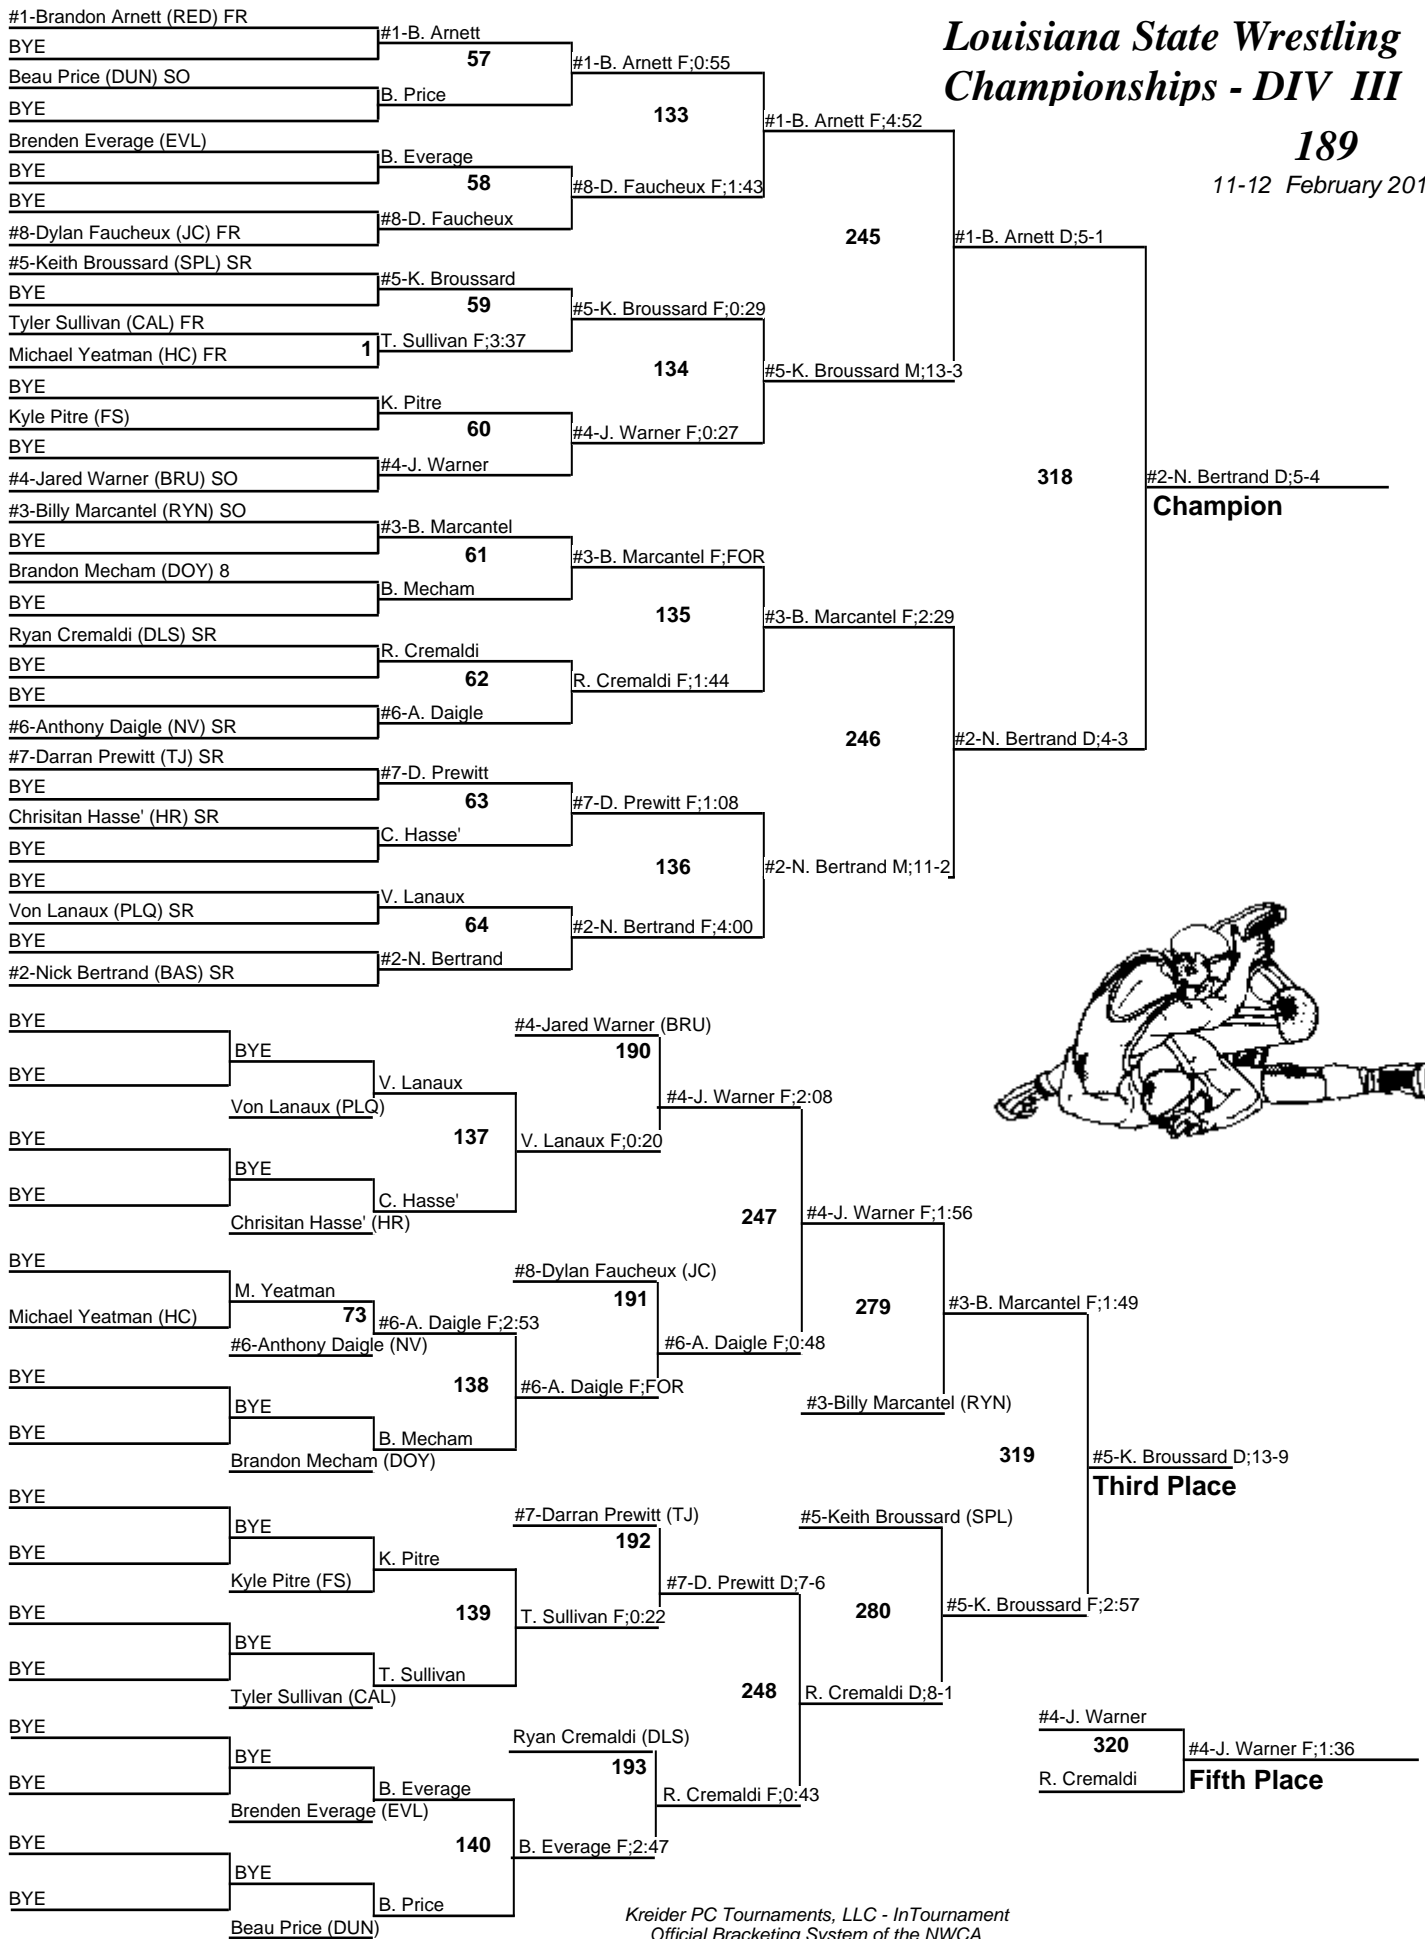 Louisiana State Wrestling
Championships - DIV III
189
11-12 February 201
#1-Brandon Arnett (RED) FR
BYE
Beau Price (DUN) SO
BYE
Brenden Everage (EVL)
BYE
BYE
#8-Dylan Faucheux (JC) FR
#5-Keith Broussard (SPL) SR
BYE
Tyler Sullivan (CAL) FR
Michael Yeatman (HC) FR
1
BYE
Kyle Pitre (FS)
BYE
#4-Jared Warner (BRU) SO
#3-Billy Marcantel (RYN) SO
BYE
Brandon Mecham (DOY) 8
BYE
Ryan Cremaldi (DLS) SR
BYE
BYE
#6-Anthony Daigle (NV) SR
#7-Darran Prewitt (TJ) SR
BYE
Chrisitan Hasse' (HR) SR
BYE
BYE
Von Lanaux (PLQ) SR
BYE
#2-Nick Bertrand (BAS) SR
#1-B. Arnett
57
B. Price
B. Everage
58
#8-D. Faucheux
#5-K. Broussard
59
T. Sullivan F;3:37
K. Pitre
60
#4-J. Warner
#3-B. Marcantel
61
B. Mecham
R. Cremaldi
62
#6-A. Daigle
#7-D. Prewitt
63
C. Hasse'
V. Lanaux
64
#2-N. Bertrand
#1-B. Arnett F;0:55
133
#8-D. Faucheux F;1:43
#5-K. Broussard F;0:29
134
#4-J. Warner F;0:27
#3-B. Marcantel F;FOR
135
R. Cremaldi F;1:44
#7-D. Prewitt F;1:08
136
#2-N. Bertrand F;4:00
#1-B. Arnett F;4:52
245
#5-K. Broussard M;13-3
#3-B. Marcantel F;2:29
246
#2-N. Bertrand M;11-2
#1-B. Arnett D;5-1
318
#2-N. Bertrand D;4-3
#2-N. Bertrand D;5-4
Champion
BYE
BYE
BYE
BYE
BYE
Michael Yeatman (HC)
BYE
BYE
BYE
BYE
BYE
BYE
BYE
BYE
BYE
BYE
BYE
Von Lanaux (PLQ)
BYE
Chrisitan Hasse' (HR)
M. Yeatman
73
#6-Anthony Daigle (NV)
BYE
Brandon Mecham (DOY)
BYE
Kyle Pitre (FS)
BYE
Tyler Sullivan (CAL)
BYE
Brenden Everage (EVL)
BYE
Beau Price (DUN)
V. Lanaux
137
C. Hasse'
#6-A. Daigle F;2:53
138
B. Mecham
K. Pitre
139
T. Sullivan
B. Everage
140
B. Price
#4-Jared Warner (BRU)
190
V. Lanaux F;0:20
#8-Dylan Faucheux (JC)
191
#6-A. Daigle F;FOR
#7-Darran Prewitt (TJ)
192
T. Sullivan F;0:22
Ryan Cremaldi (DLS)
193
B. Everage F;2:47
#4-J. Warner F;2:08
247
#6-A. Daigle F;0:48
#7-D. Prewitt D;7-6
248
R. Cremaldi F;0:43
#4-J. Warner F;1:56
279
#3-Billy Marcantel (RYN)
#5-Keith Broussard (SPL)
280
R. Cremaldi D;8-1
#3-B. Marcantel F;1:49
319
#5-K. Broussard F;2:57
#5-K. Broussard D;13-9
Third Place
#4-J. Warner
320
R. Cremaldi
#4-J. Warner F;1:36
Fifth Place
Kreider PC Tournaments, LLC - InTournament
Official Bracketing System of the NWCA